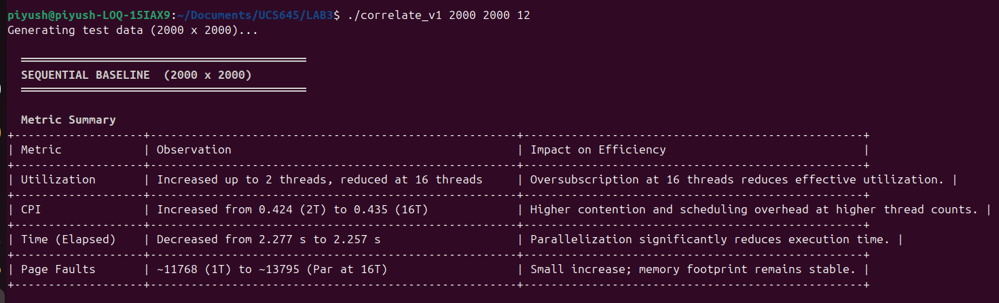 piyush@piyush-LOQ-15IAX9:~/Documents/UCS645/LAB3$ ./correlate_v1 2000 2000 12
Generating test data (2000 x 2000)...
SEQUENTIAL BASELINE  (2000 x 2000)
Metric Summary
| Metric | Observation | Impact on Efficiency |
| Utilization | Increased up to 2 threads, reduced at 16 threads | Oversubscription at 16 threads reduces effective utilization. |
| CPI | Increased from 0.424 (2T) to 0.435 (16T) | Higher contention and scheduling overhead at higher thread counts. |
| Time (Elapsed) | Decreased from 2.277 s to 2.257 s | Parallelization significantly reduces execution time. |
| Page Faults | ~11768 (1T) to ~13795 (Par at 16T) | Small increase; memory footprint remains stable. |